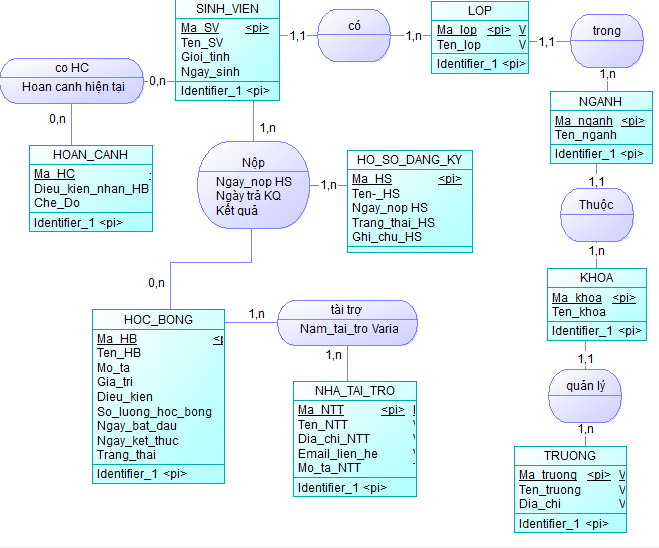 SINH_VIEN
Ma_SV <pi>
Ten_SV
Gioi_tinh
Ngay_sinh
Identifier_1 <pi>
1,1
có
1,n
LOP
Ma_lop <pi> V
Ten_lop V
Identifier_1 <pi>
1,1
trong
1,n
co HC
Hoan canh hiện tại
0,n
0,n
HOAN_CANH
Ma_HC
Dieu_kien_nhan_HB
Che_Do
Identifier_1 <pi>
1,n
Nộp
Ngay_nop HS
Ngày trả KQ
Kết quả
1,n
HO_SO_DANG_KY
Ma_HS <pi>
Ten-_HS
Ngay_nop HS
Trang_thai_HS
Ghi_chu_HS
NGANH
Ma_nganh <pi>
Ten_nganh
Identifier_1 <pi>
1,1
Thuộc
1,n
KHOA
Ma_khoa <pi>
Ten_khoa
Identifier_1 <pi>
1,1
quản lý
1,n
TRUONG
Ma_truong <pi> V
Ten_truong V
Dia_chi V
Identifier_1 <pi>
0,n
HOC_BONG
Ma_HB <p
Ten_HB
Mo_ta
Gia_tri
Dieu_kien
So_luong_hoc_bong
Ngay_bat_dau
Ngay_ket_thuc
Trang_thai
Identifier_1 <pi>
1,n
tài trợ
Nam_tai_tro Varia
1,n
NHA_TAI_TRO
Ma_NTT <pi>
Ten_NTT
Dia_chi_NTT
Email_lien_he
Mo_ta_NTT
Identifier_1 <pi>